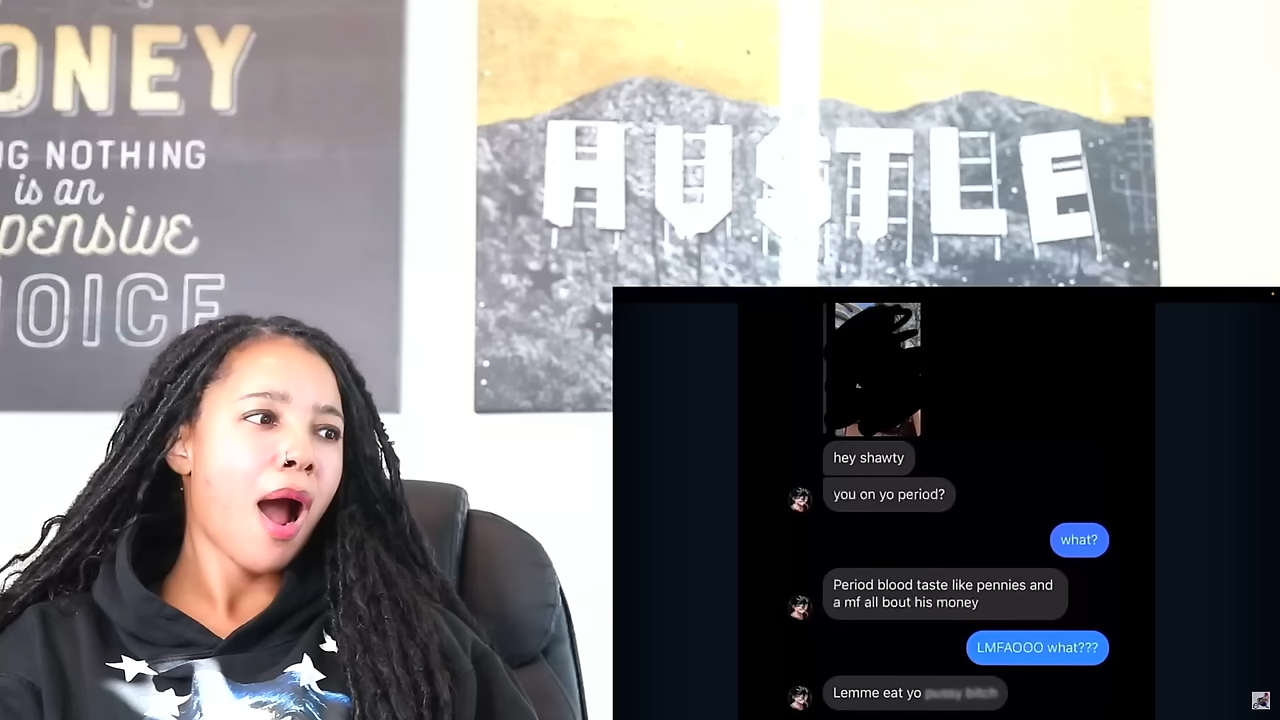 ONEY
NG NOTHING
is an
pensive
HOICE
HUSTLE
hey shawty
you on yo period?
what?
Period blood taste like pennies and
a mf all bout his money
LMFAOOO what???
Lemme eat yo